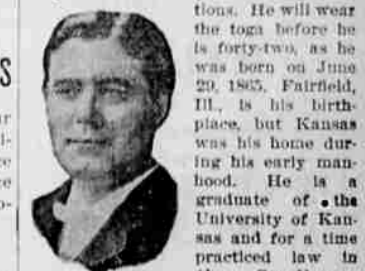 tions. He will wear
the toga before he
is forty-two, as he
was born on June
29, 1865. Fairfield,
Ill., is his birth-
place, but Kansas
was his home dur-
ing his early man-
hood. He is a
graduate of the
University of Kan-
sas and for a time
practiced law in